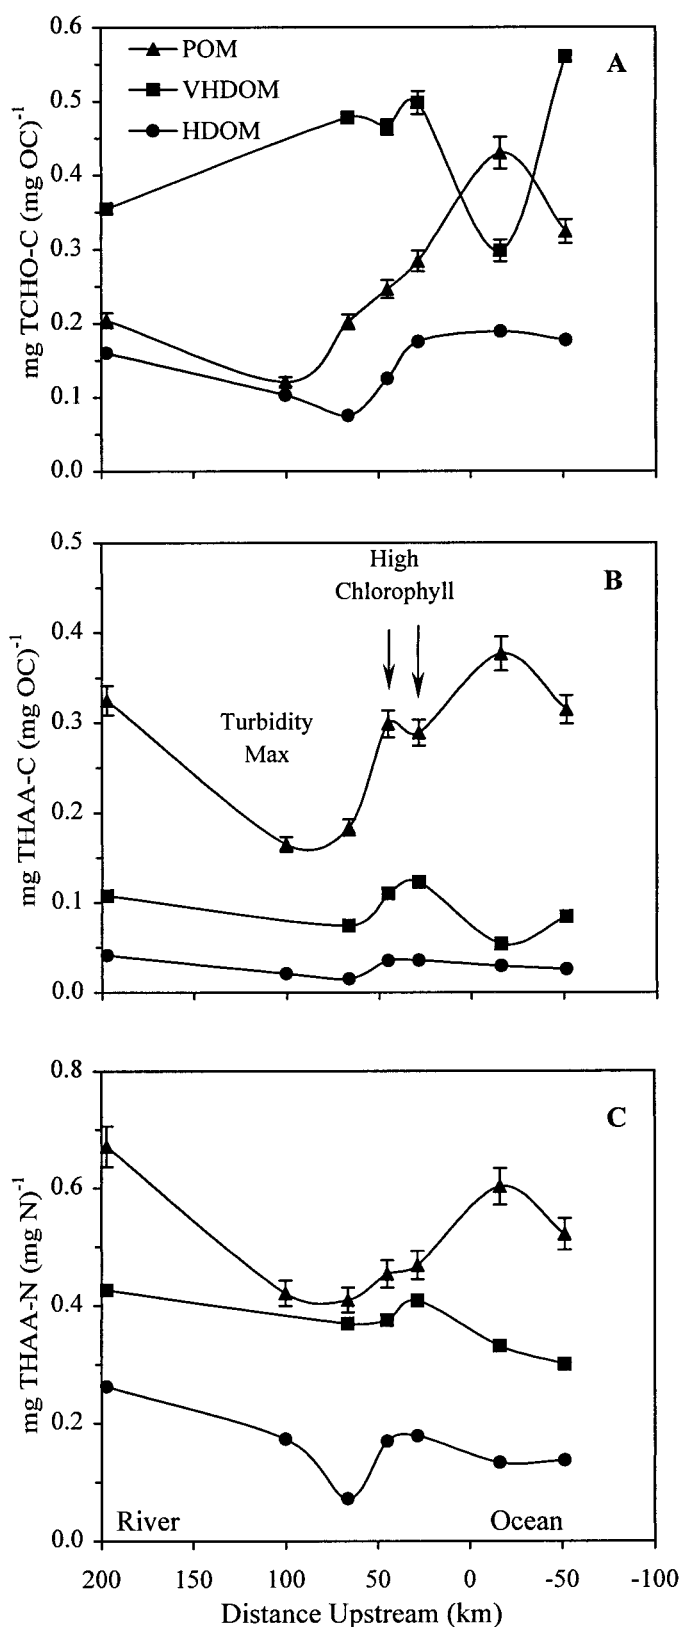 0.6
POM
VHDOM
HDOM
A
0.5
0.4
0.3
0.2
0.1
0.0
mg TCHO-C (mg OC)-1
0.5
High
Chlorophyll
B
0.4
Turbidity
Max
0.3
0.2
0.1
0.0
mg THAA-C (mg OC)-1
0.8
C
0.6
0.4
0.2
0.0
mg THAA-N (mg N)-1
River
Ocean
200 150 100 50 0 -50 -100
Distance Upstream (km)